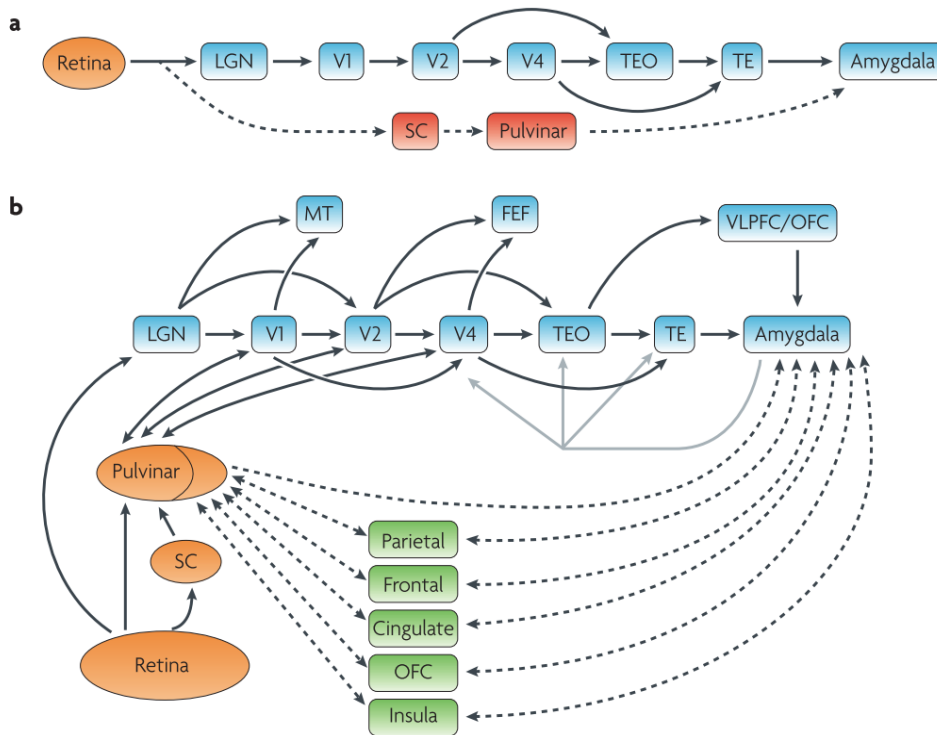 a
Retina
LGN
V1
V2
V4
TEO
TE
Amygdala
SC
Pulvinar
b
MT
FEF
VLPFC/OFC
LGN
V1
V2
V4
TEO
TE
Amygdala
Pulvinar
SC
Retina
Parietal
Frontal
Cingulate
OFC
Insula